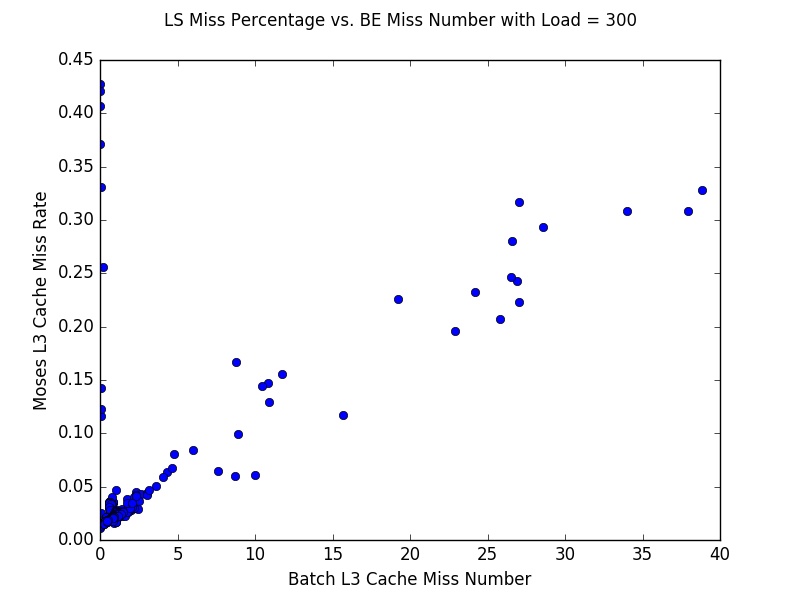 LS Miss Percentage vs. BE Miss Number with Load = 300
0.45
0.40
0.35
0.30
0.25
0.20
0.15
0.10
0.05
0.00
Moses L3 Cache Miss Rate
0 5 10 15 20 25 30 35 40
Batch L3 Cache Miss Number